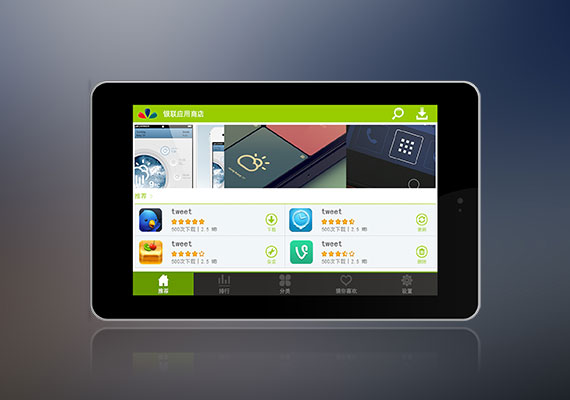 银联应用商店
推荐
tweet
500次下载 | 2.5 MB
下载
tweet
500次下载 | 2.5 MB
更新
tweet
500次下载 | 2.5 MB
安装
tweet
500次下载 | 2.5 MB
删除
推荐
排行
分类
猜你喜欢
设置